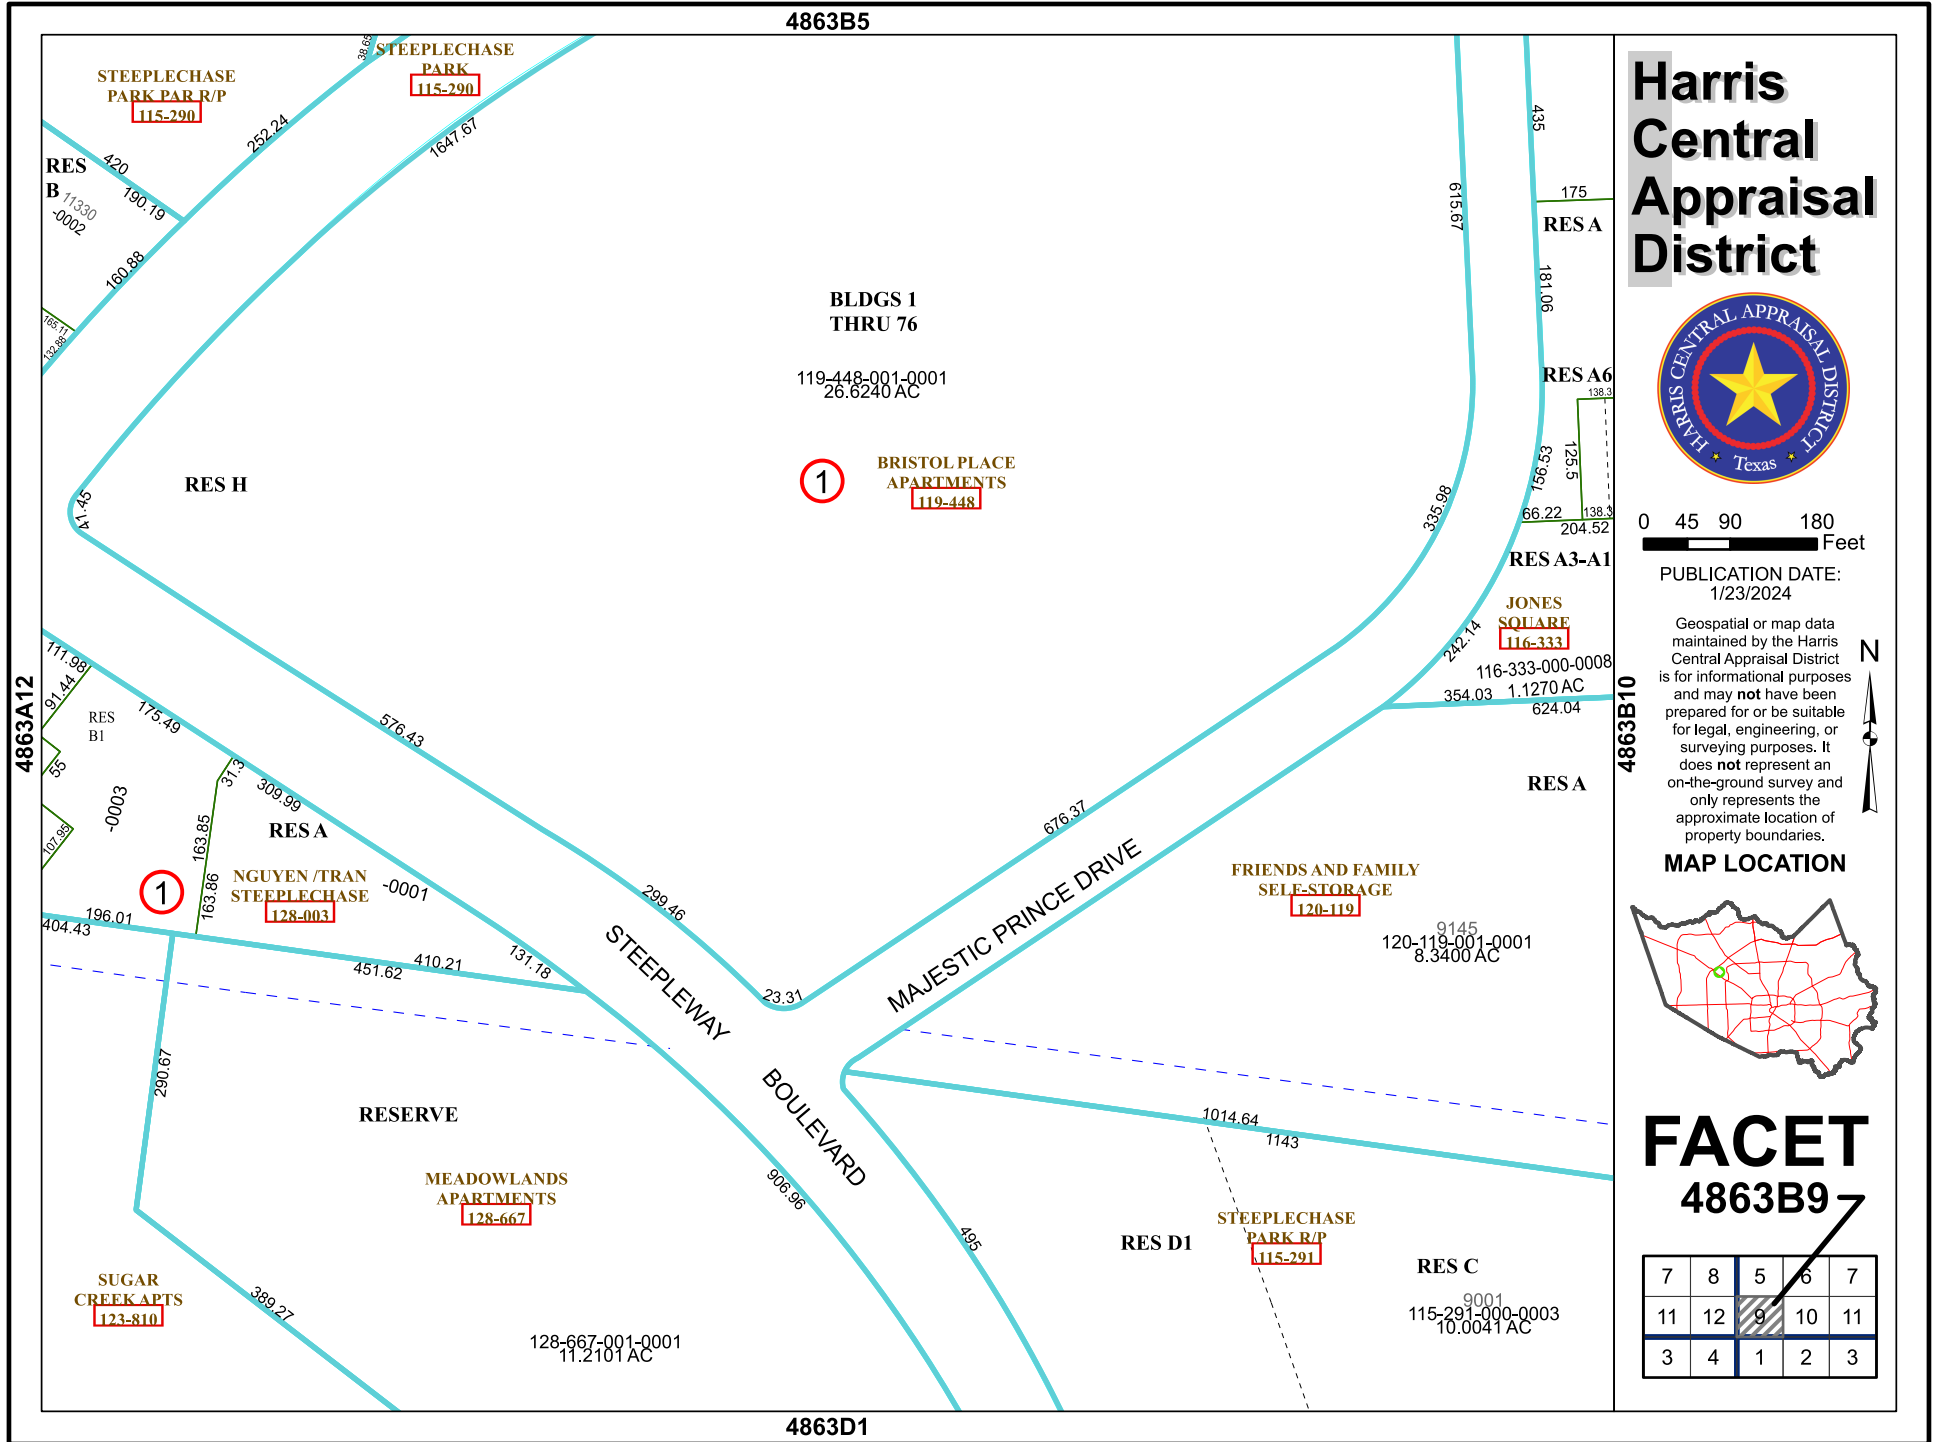 4863B5
STEEPLECHASE
PARK PAR R/P
115-290
STEEPLECHASE
PARK
115-290
38.65
252.24
1647.67
420
190.19
RES
B
11330
-0002
160.88
165.11
132.88
435
615.67
175
RES A
181.06
BLDGS 1
THRU 76
119-448-001-0001
26.6240 AC
RES A6
138.3
125.5
156.53
138.3
66.22
204.52
RES H
41.45
1
BRISTOL PLACE
APARTMENTS
119-448
335.98
RES A3-A1
JONES
SQUARE
116-333
242.14
116-333-000-0008
1.1270 AC
354.03
624.04
4863A12
4863B10
111.98
91.44
RES
B1
175.49
576.43
55
31.3
309.99
-0003
107.95
163.85
RES A
676.37
RES A
1
163.86
NGUYEN /TRAN
STEEPLECHASE
128-003
-0001
299.46
196.01
404.43
451.62
410.21
131.18
23.31
STEEPLEWAY
BOULEVARD
MAJESTIC PRINCE DRIVE
FRIENDS AND FAMILY
SELF-STORAGE
120-119
9145
120-119-001-0001
8.3400 AC
290.67
RESERVE
1014.64
1143
MEADOWLANDS
APARTMENTS
128-667
906.96
495
RES D1
STEEPLECHASE
PARK R/P
115-291
RES C
9001
115-291-000-0003
10.0041 AC
SUGAR
CREEK APTS
123-810
389.27
128-667-001-0001
11.2101 AC
4863D1
Harris
Central
Appraisal
District
HARRIS CENTRAL APPRAISAL DISTRICT
Texas
0 45 90 180
Feet
PUBLICATION DATE:
1/23/2024
Geospatial or map data
maintained by the Harris
Central Appraisal District
is for informational purposes
and may not have been
prepared for or be suitable
for legal, engineering, or
surveying purposes. It
does not represent an
on-the-ground survey and
only represents the
approximate location of
property boundaries.
N
MAP LOCATION
FACET
4863B9
7 8 5 6 7
11 12 9 10 11
3 4 1 2 3